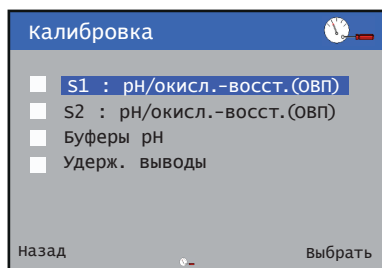 Калибровка
S1 : pH/окисл.-восст.(ОВП)
S2 : pH/окисл.-восст.(ОВП)
Буферы pH
Удерж. выводы
Назад
Выбрать